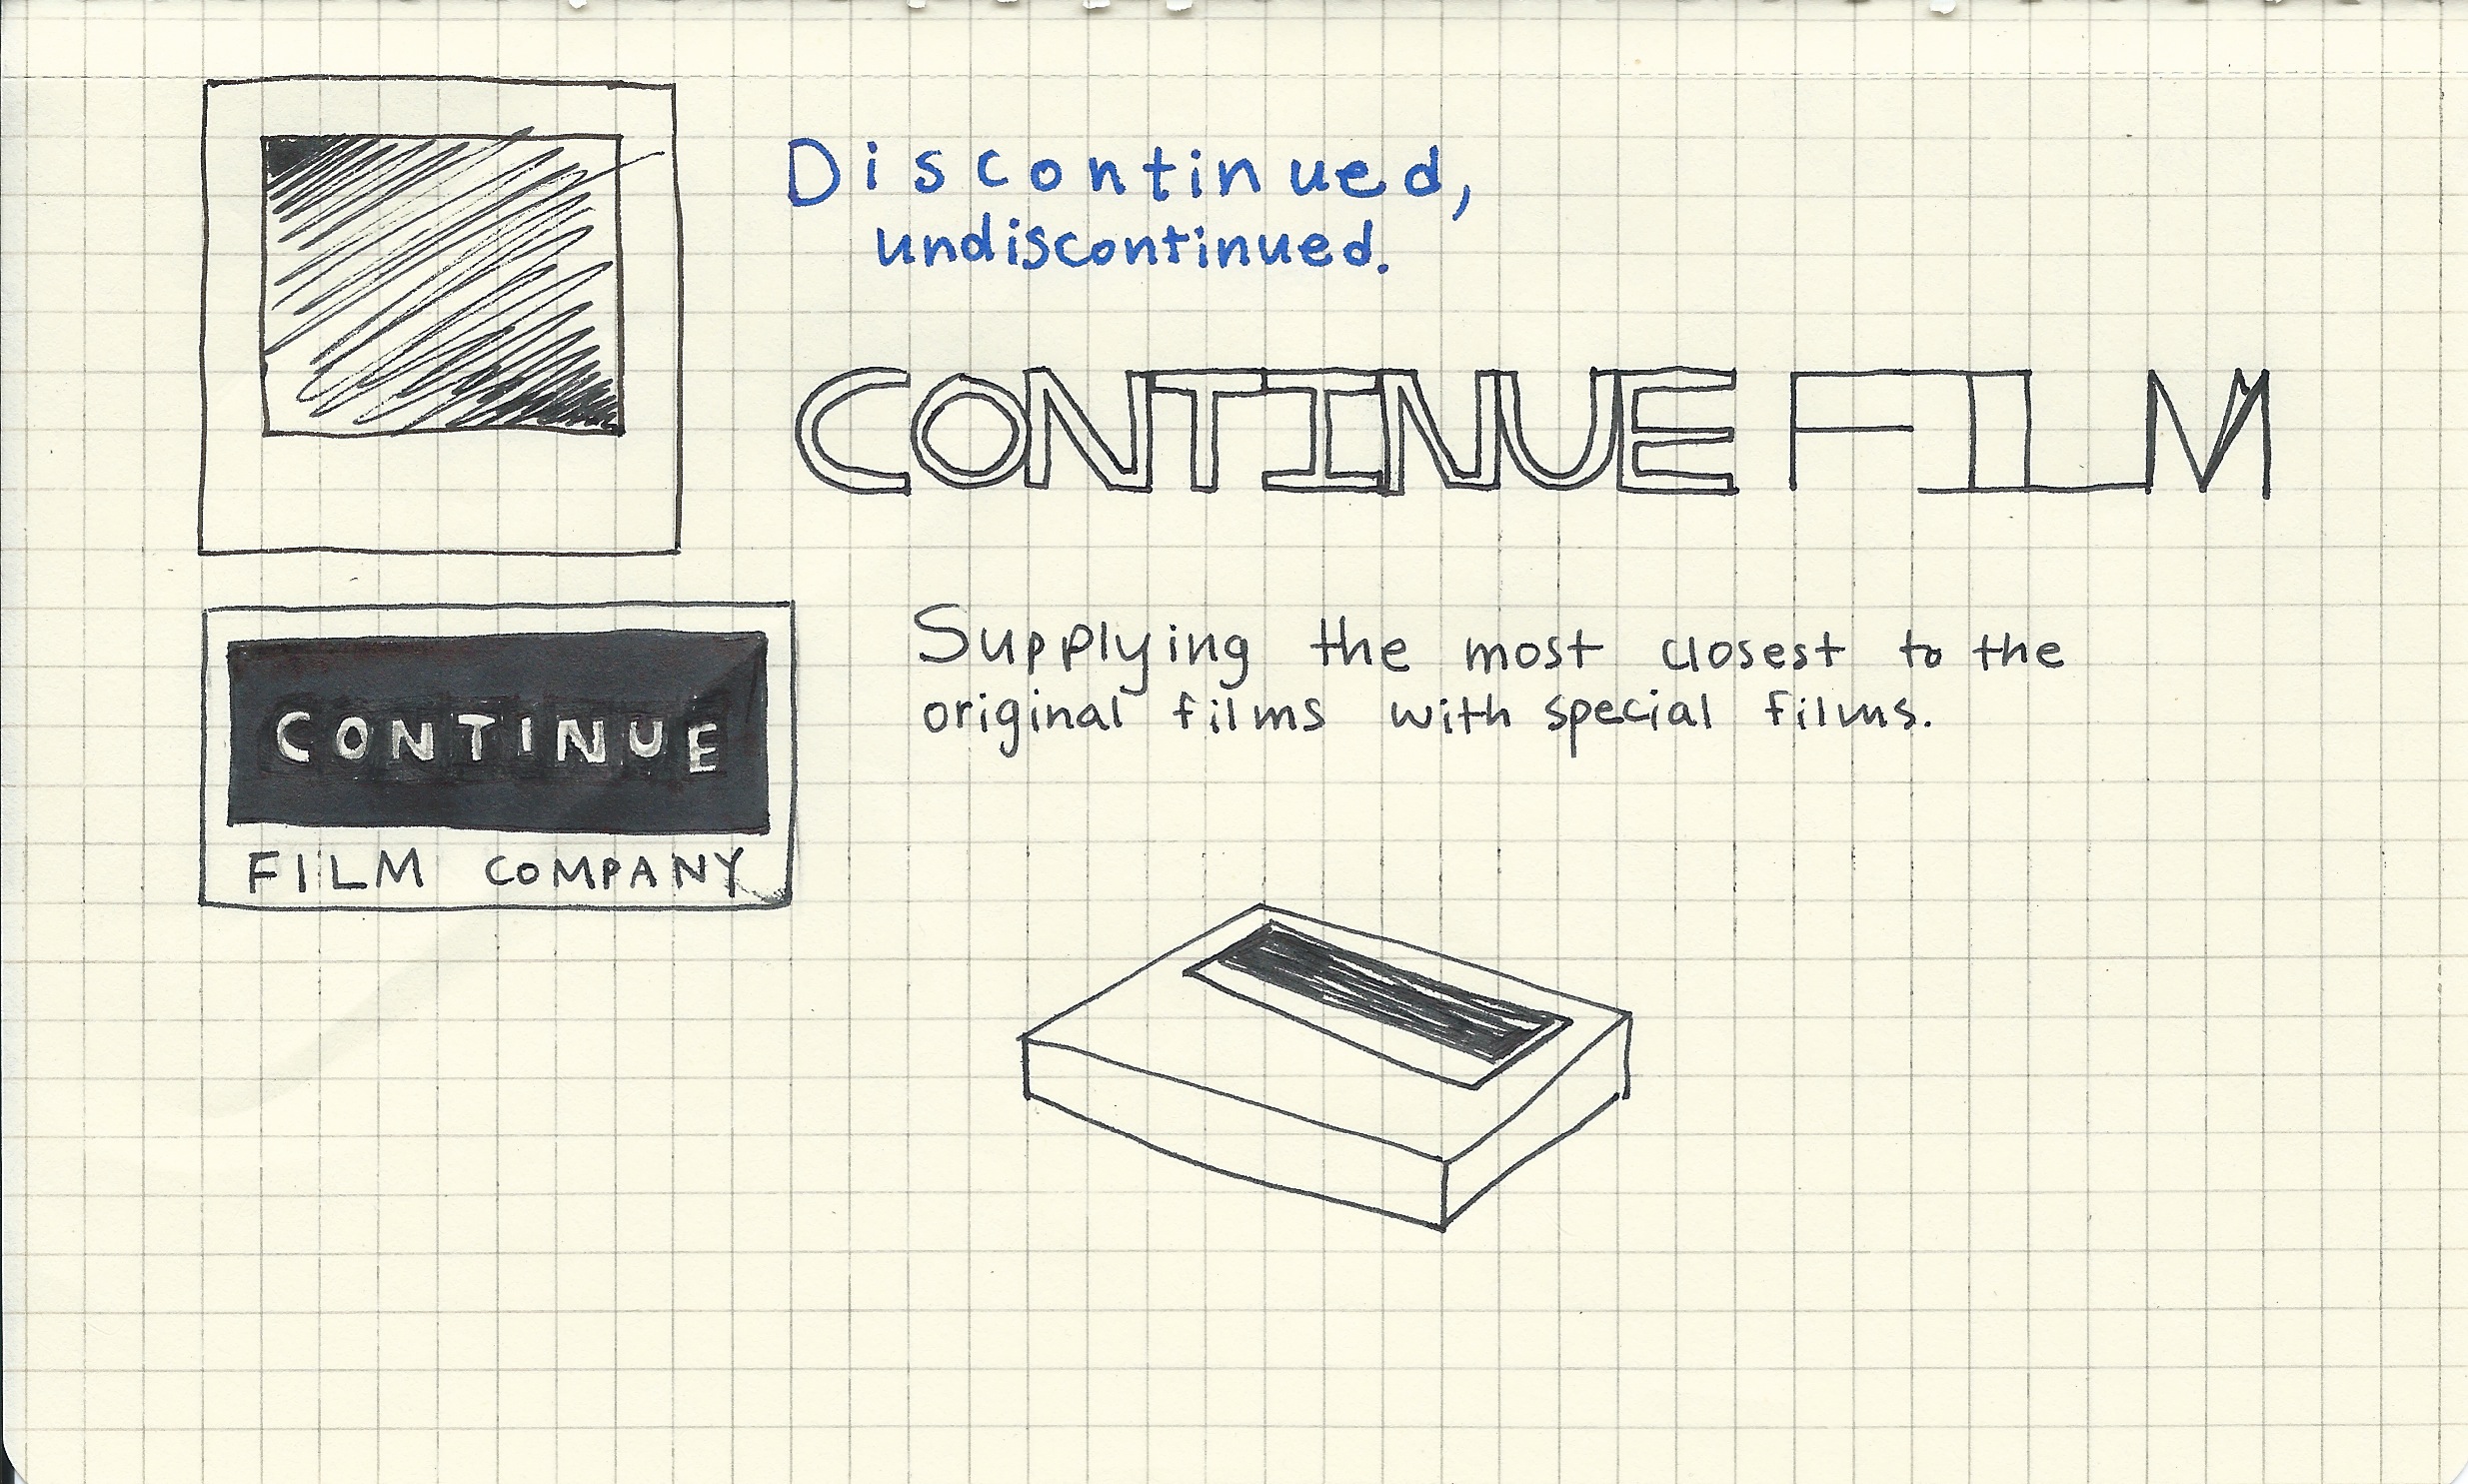 Discontinued,
undiscontinued.
CONTINUE FILM
Supplying the most closest to the
original films with special films.
CONTINUE
FILM COMPANY